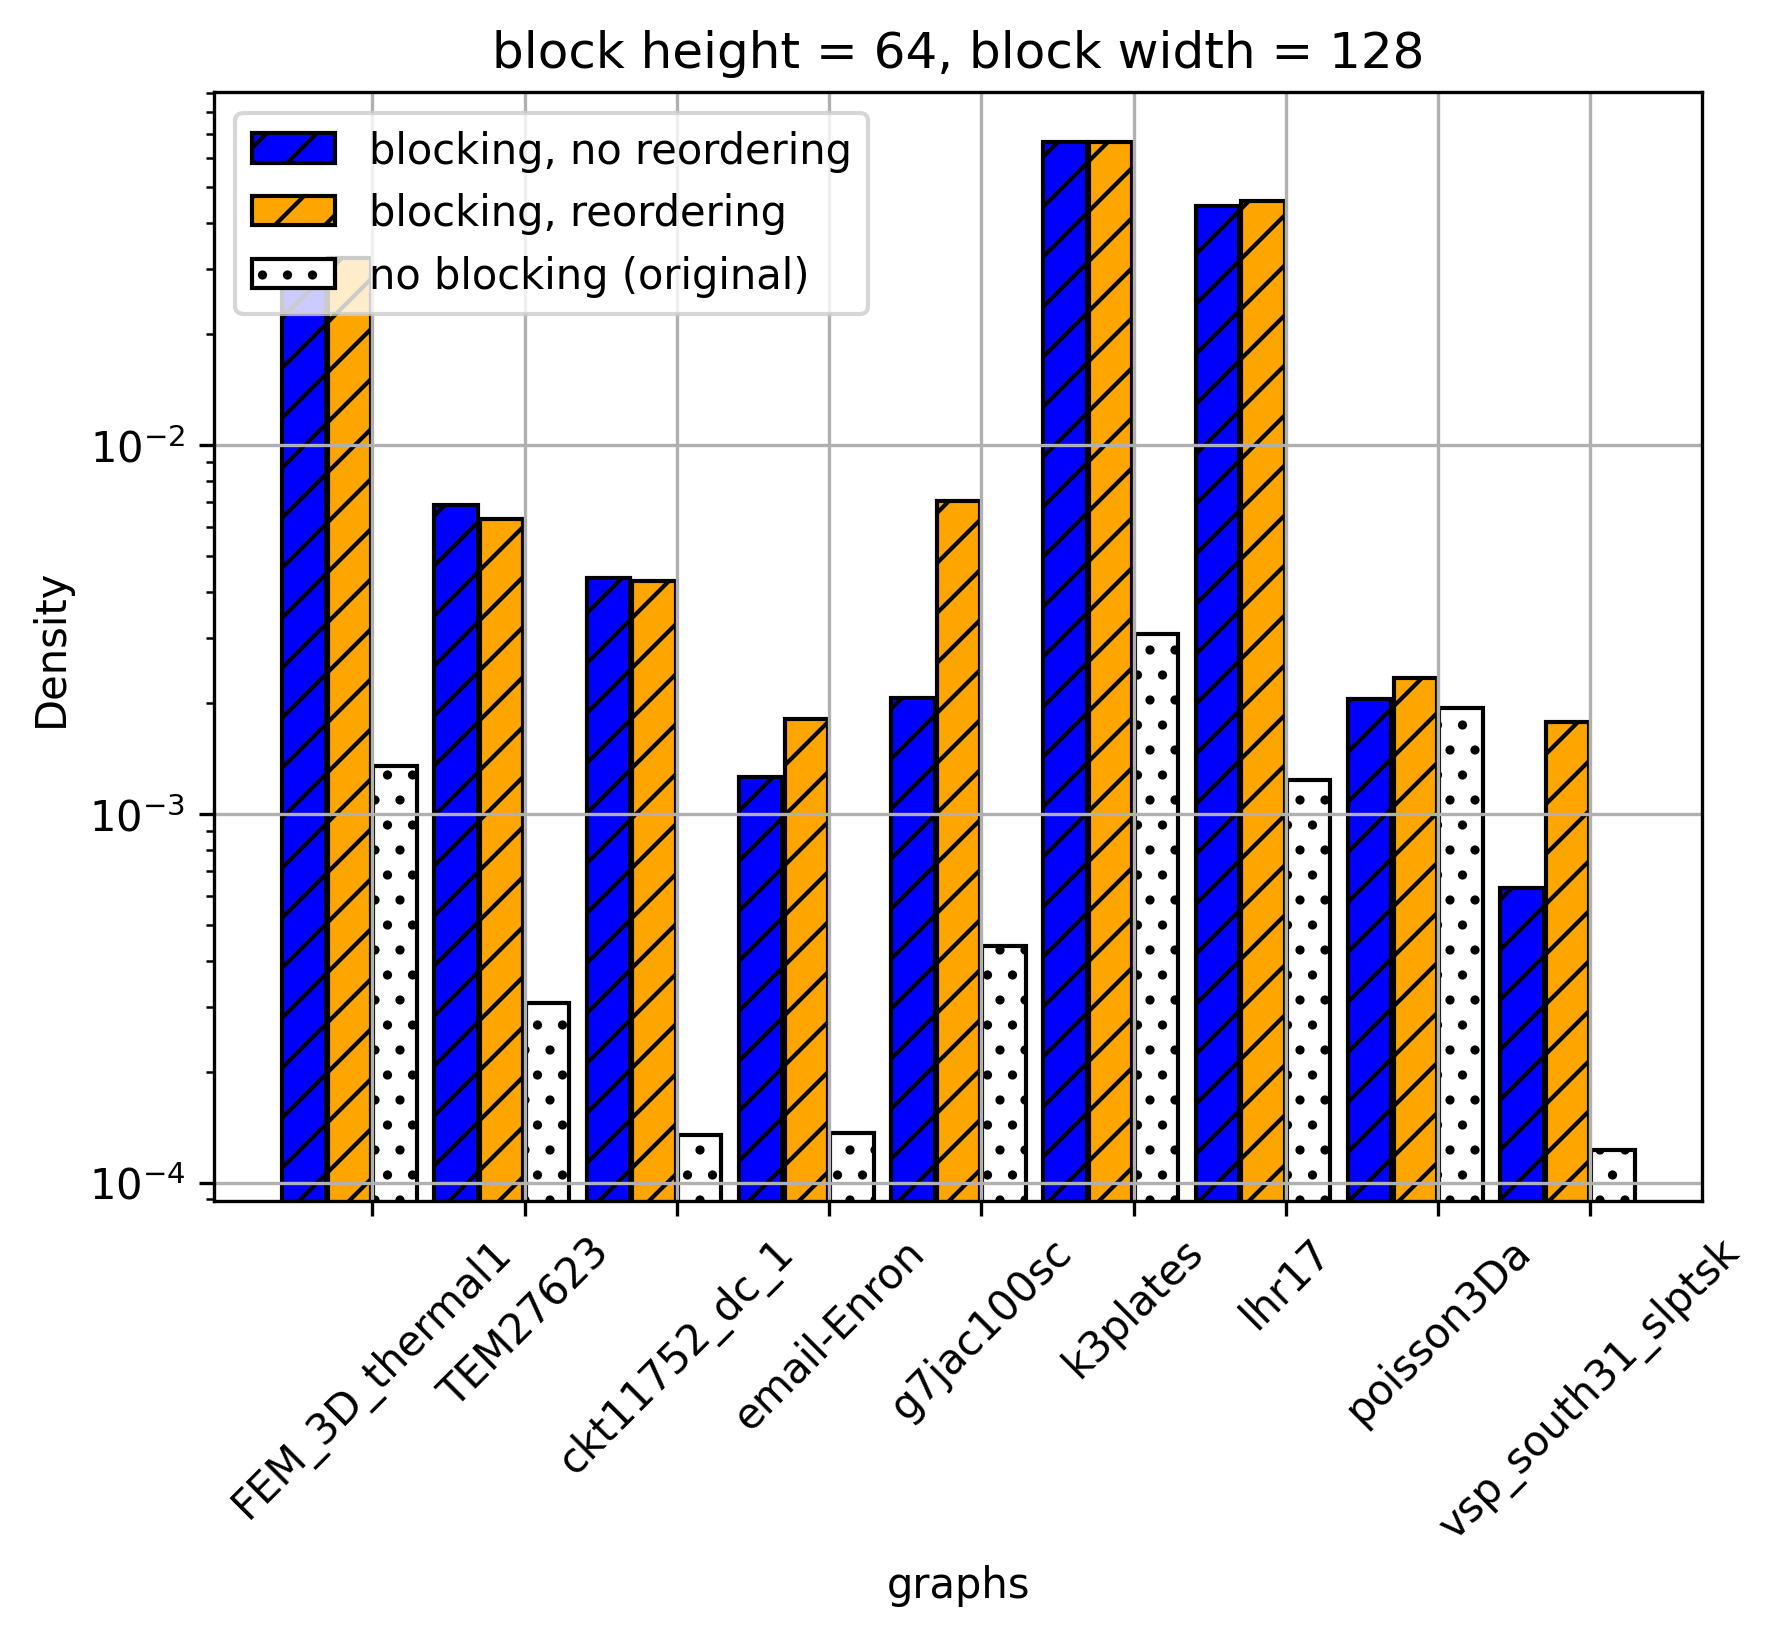 block height = 64, block width = 128
blocking, no reordering
blocking, reordering
no blocking (original)
Density
10⁻²
10⁻³
10⁻⁴
FEM_3D_thermal1
TEM27623
ckt11752_dc_1
email-Enron
g7jac100sc
k3plates
lhr17
poisson3Da
vsp_south31_slptsk
graphs